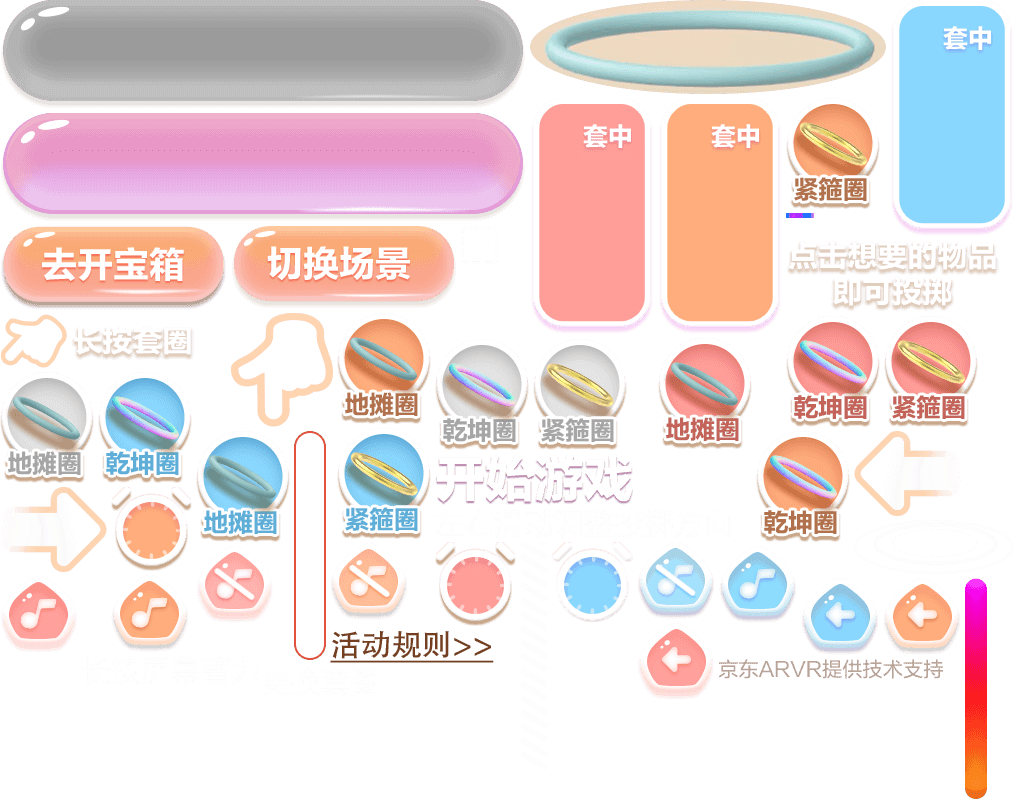 套中
套中
套中
紧箍圈
去开宝箱
切换场景
点击想要的物品
即可投掷
长按套圈
地摊圈
乾坤圈
紧箍圈
地摊圈
乾坤圈
紧箍圈
地摊圈
乾坤圈
地摊圈
紧箍圈
开始游戏
乾坤圈
活动规则>>
京东ARVR提供技术支持